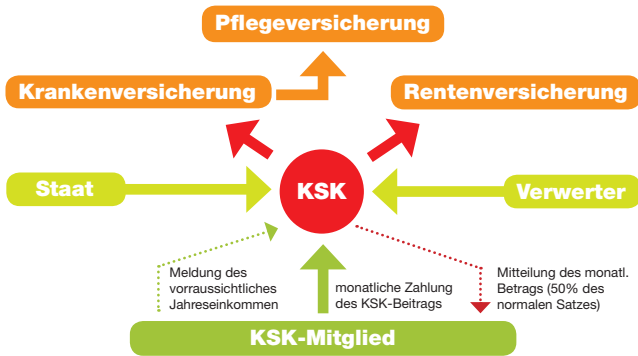 Pflegeversicherung
Krankenversicherung
Rentenversicherung
Staat
KSK
Verwerter
Meldung des
vorraussichtliches
Jahreseinkommen
monatliche Zahlung
des KSK-Beitrags
Mitteilung des monatl.
Betrags (50% des
normalen Satzes)
KSK-Mitglied